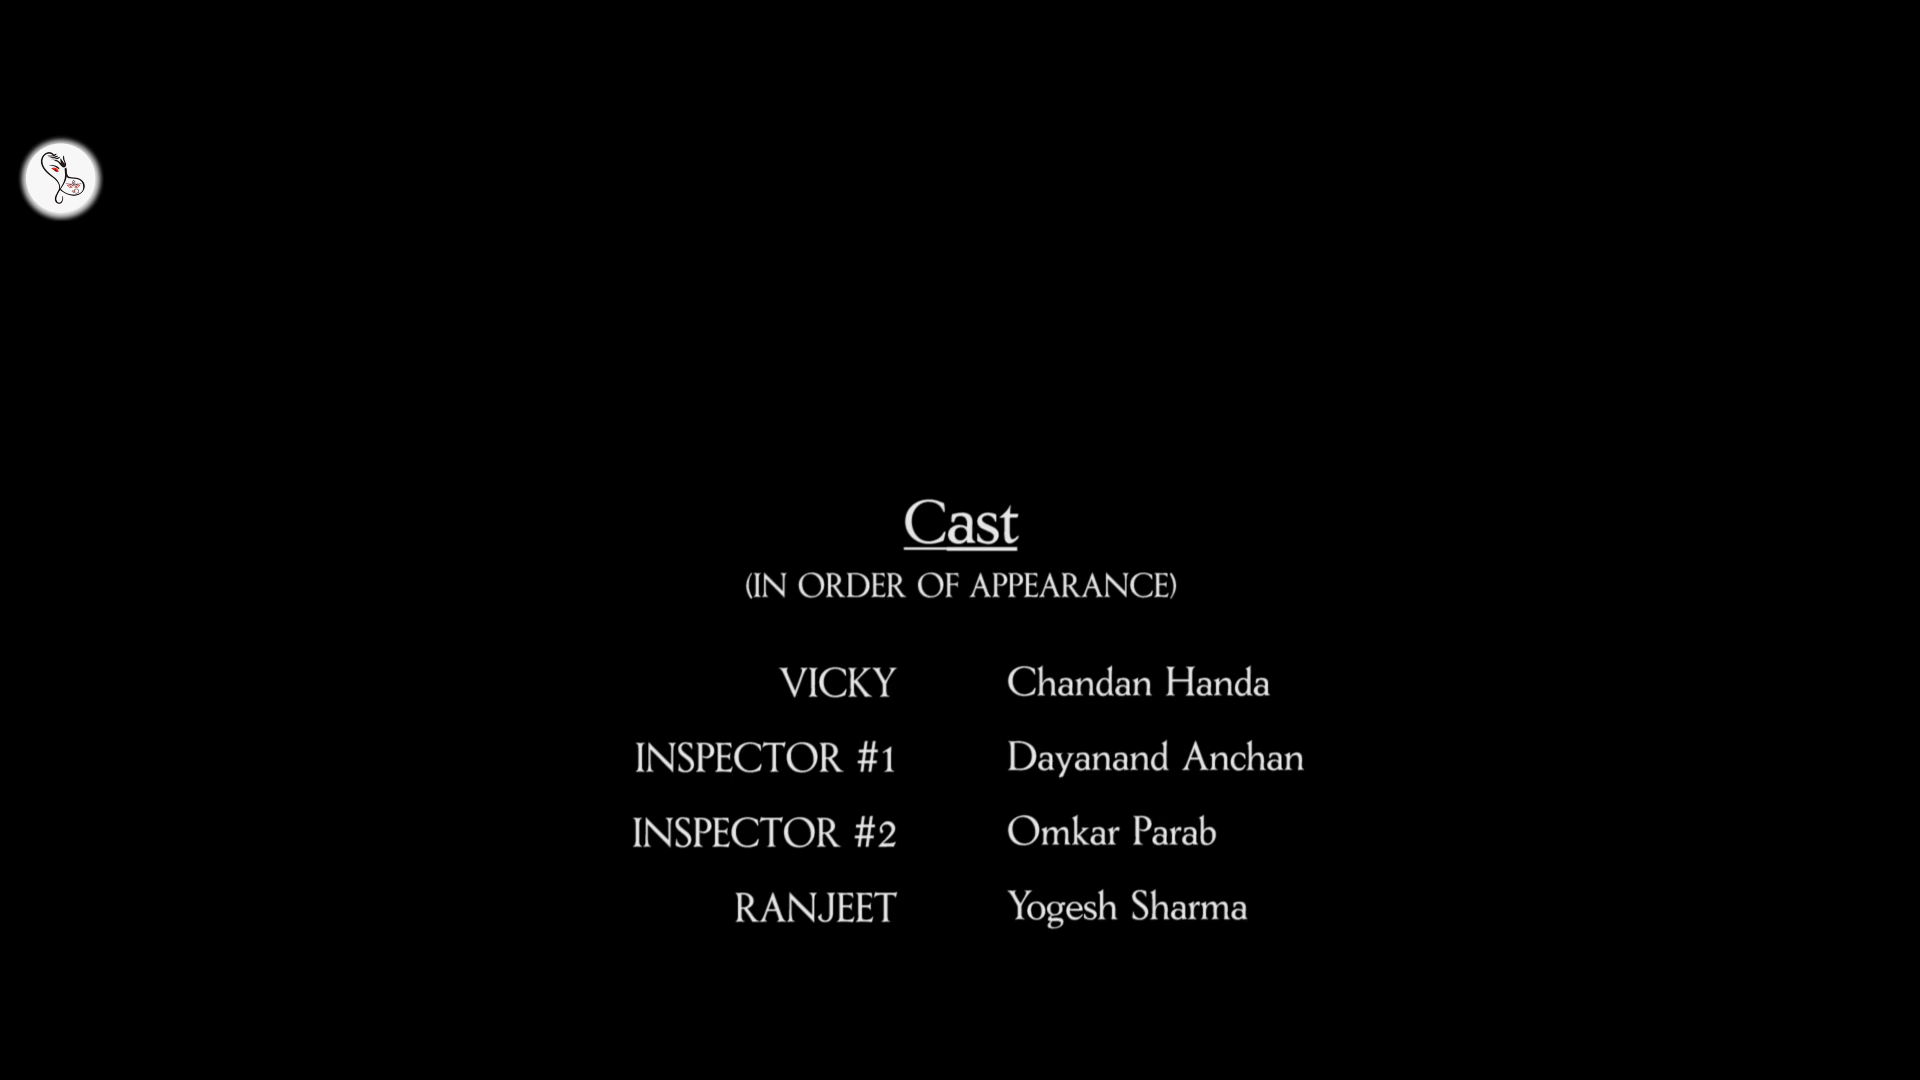 Cast
(IN ORDER OF APPEARANCE)
VICKY Chandan Handa
INSPECTOR #1 Dayanand Anchan
INSPECTOR #2 Omkar Parab
RANJEET Yogesh Sharma